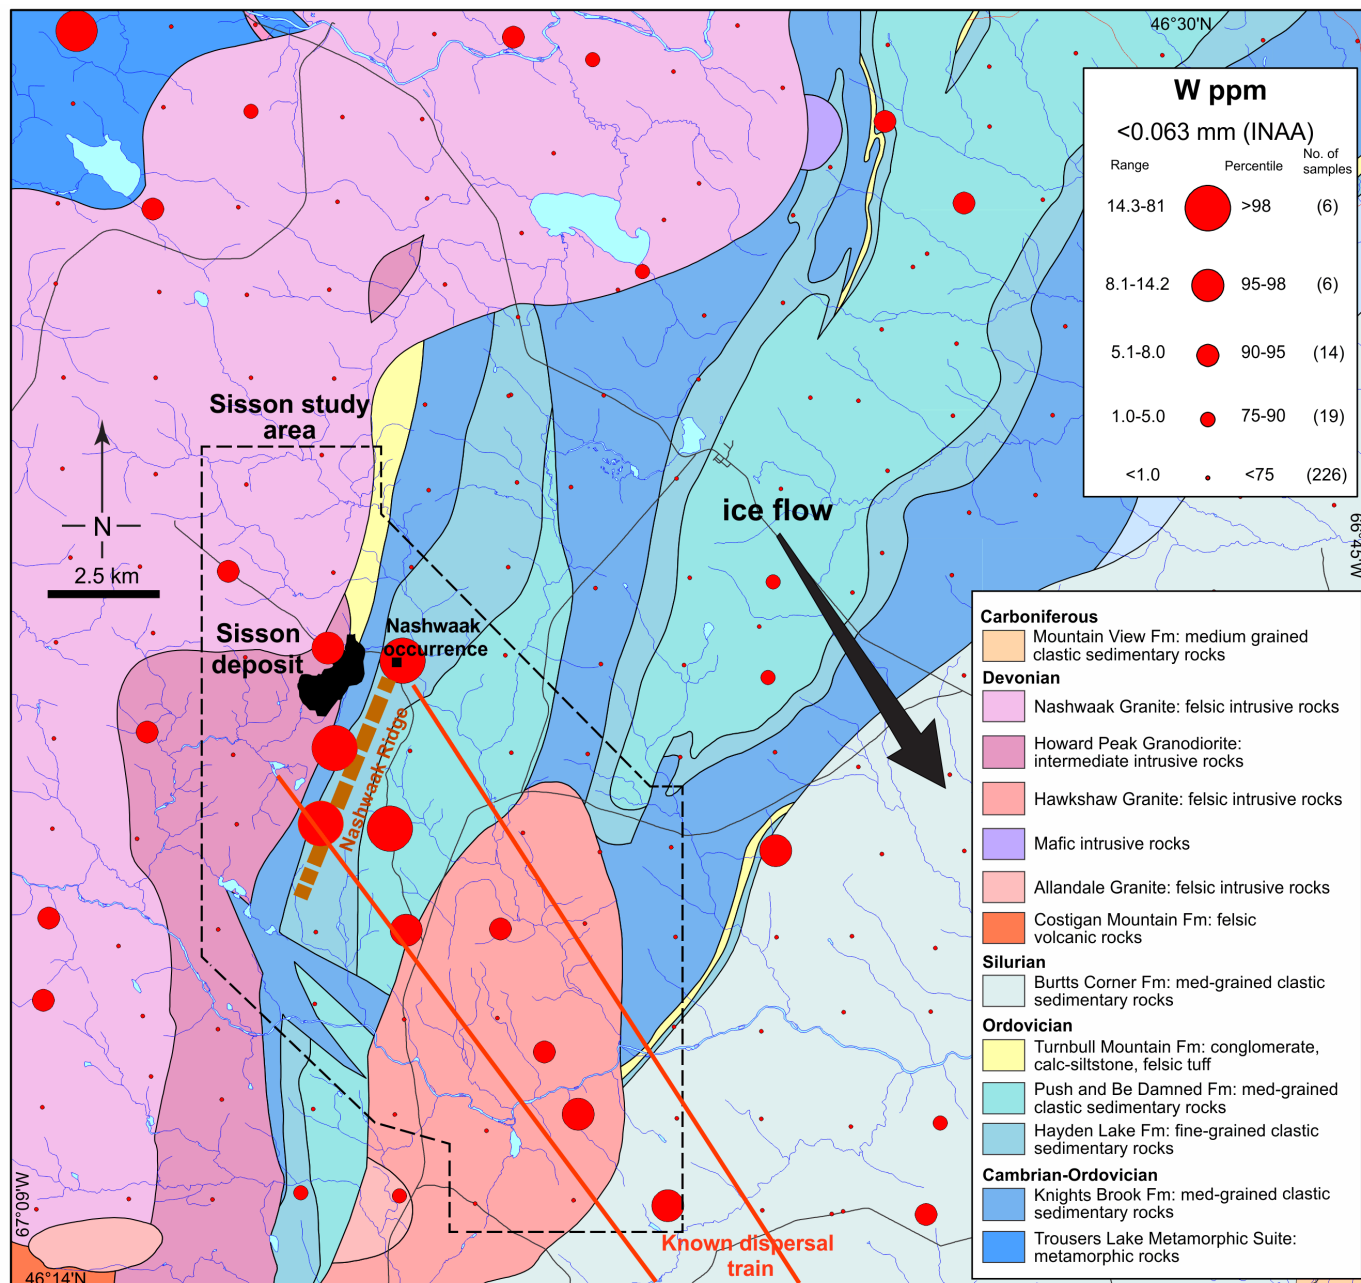 46°30'N
W ppm
<0.063 mm (INAA)
Range Percentile No. of
samples
14.3-81 >98 (6)
8.1-14.2 95-98 (6)
5.1-8.0 90-95 (14)
1.0-5.0 75-90 (19)
<1.0 <75 (226)
Sisson study
area
N
2.5 km
ice flow
66°45'W
Sisson
deposit
Nashwaak
occurrence
Nashwaak Ridge
Known dispersal
train
67°09'W
46°14'N
Carboniferous
Mountain View Fm: medium grained
clastic sedimentary rocks
Devonian
Nashwaak Granite: felsic intrusive rocks
Howard Peak Granodiorite:
intermediate intrusive rocks
Hawkshaw Granite: felsic intrusive rocks
Mafic intrusive rocks
Allandale Granite: felsic intrusive rocks
Costigan Mountain Fm: felsic
volcanic rocks
Silurian
Burtts Corner Fm: med-grained clastic
sedimentary rocks
Ordovician
Turnbull Mountain Fm: conglomerate,
calc-siltstone, felsic tuff
Push and Be Damned Fm: med-grained
clastic sedimentary rocks
Hayden Lake Fm: fine-grained clastic
sedimentary rocks
Cambrian-Ordovician
Knights Brook Fm: med-grained clastic
sedimentary rocks
Trousers Lake Metamorphic Suite:
metamorphic rocks